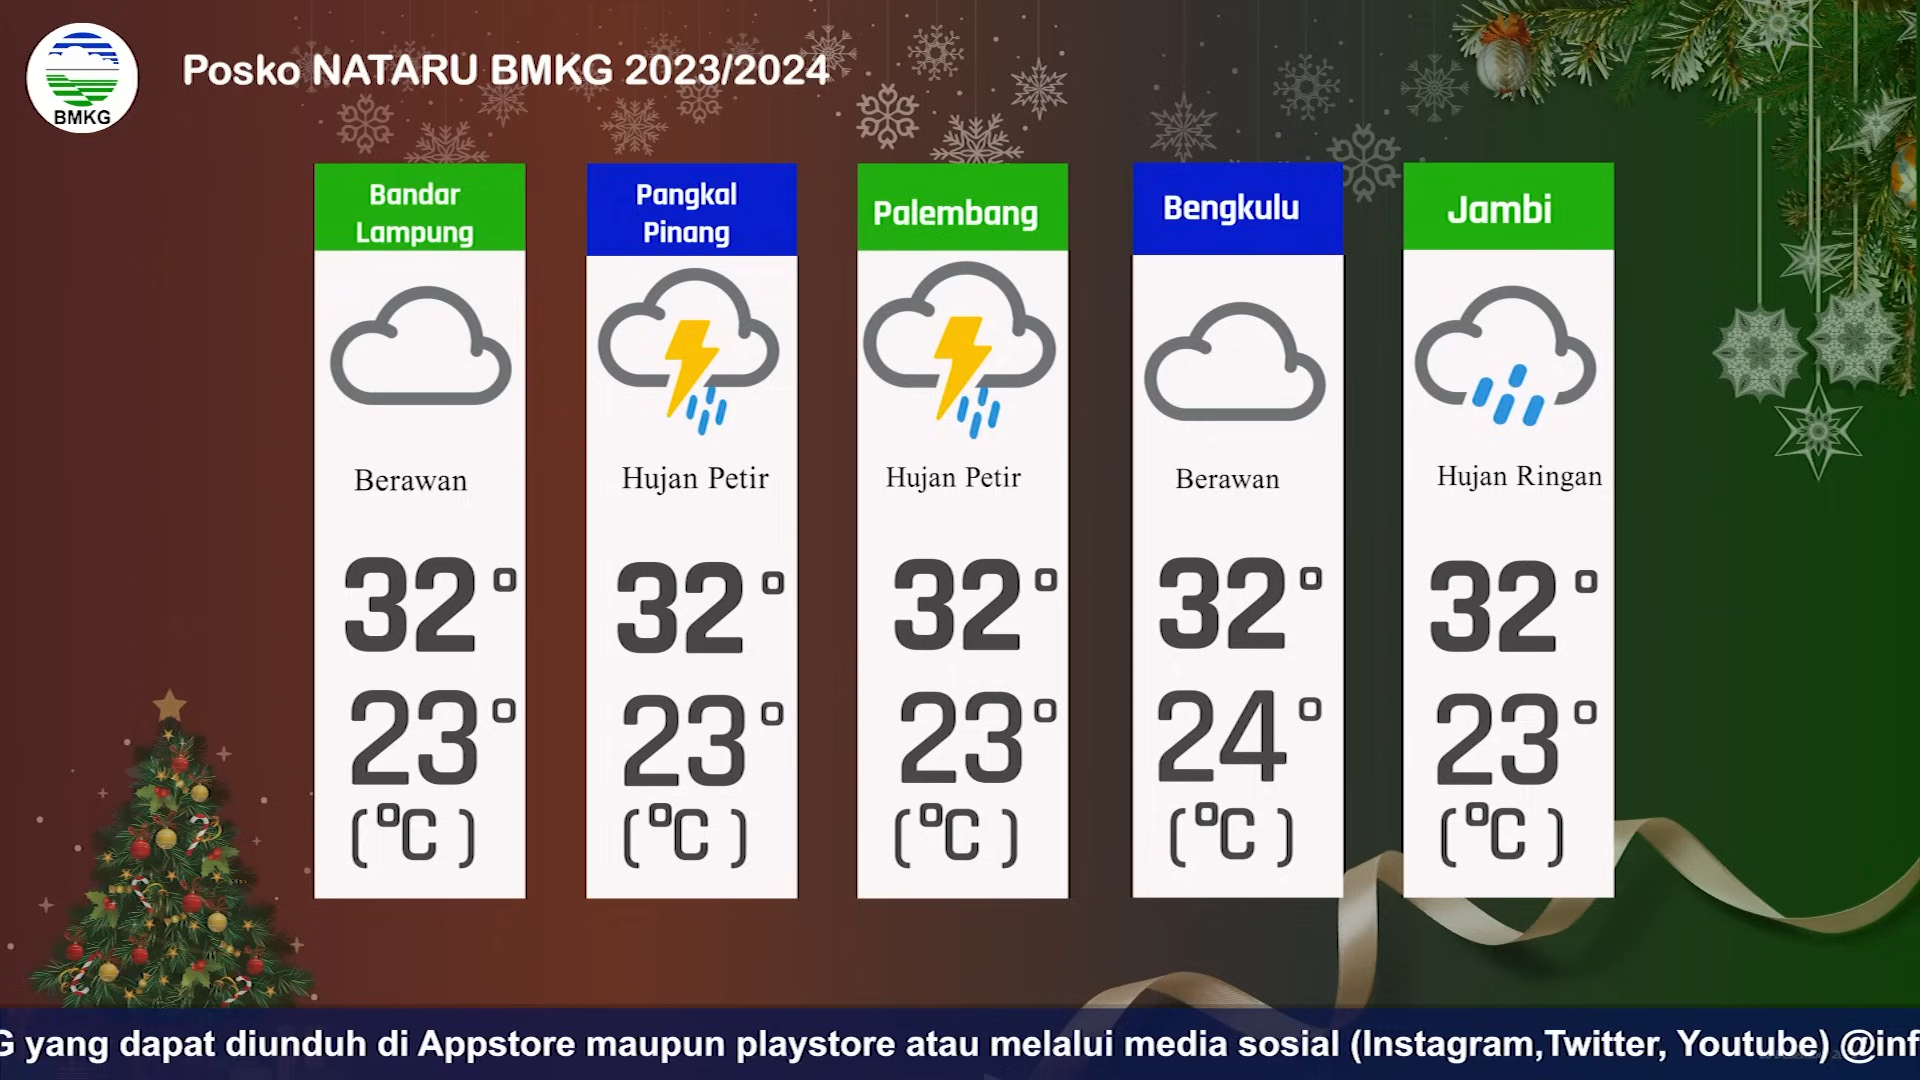 BMKG
Posko NATARU BMKG 2023/2024
Bandar
Lampung
Berawan
32°
23°
(°C )
Pangkal
Pinang
Hujan Petir
32°
23°
(°C )
Palembang
Hujan Petir
32°
23°
(°C )
Bengkulu
Berawan
32°
24°
(°C )
Jambi
Hujan Ringan
32°
23°
(°C )
G yang dapat diunduh di Appstore maupun playstore atau melalui media sosial (Instagram,Twitter, Youtube) @inf